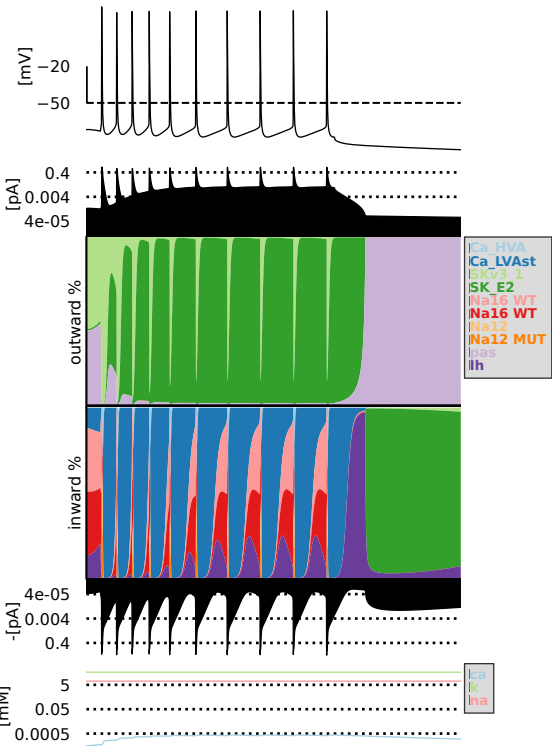 [mV]
−20
−50
[pA]
0.4
0.004
4e-05
outward %
Ca_HVA
Ca_LVAst
SKv3_1
SK_E2
Na16 WT
Na16 WT
Na12
Na12 MUT
pas
Ih
inward %
-[pA]
4e-05
0.004
0.4
[mM]
5
0.05
0.0005
ca
k
na